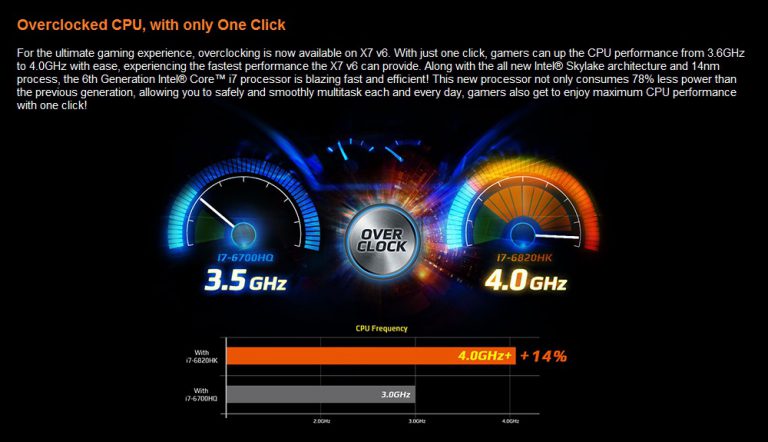 Overclocked CPU, with only One Click
For the ultimate gaming experience, overclocking is now available on X7 v6. With just one click, gamers can up the CPU performance from 3.6GHz
to 4.0GHz with ease, experiencing the fastest performance the X7 v6 can provide. Along with the all new Intel® Skylake architecture and 14nm
process, the 6th Generation Intel® Core™ i7 processor is blazing fast and efficient! This new processor not only consumes 78% less power than
the previous generation, allowing you to safely and smoothly multitask each and every day, gamers also get to enjoy maximum CPU performance
with one click!
OVER
CLOCK
i7-6700HQ
3.5 GHz
i7-6820HK
4.0 GHz
CPU Frequency
With
i7-6820HK
4.0GHz+ +14%
With
i7-6700HQ
3.0GHz
2.0GHz 3.0GHz 4.0GHz